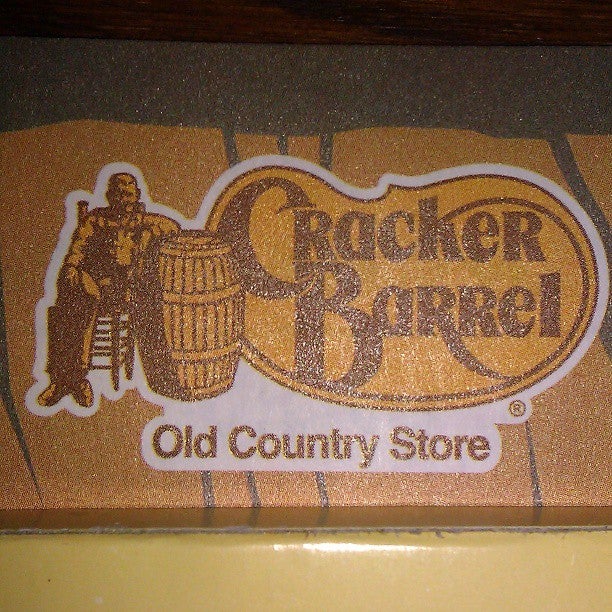 Cracker
Barrel
®
Old Country Store